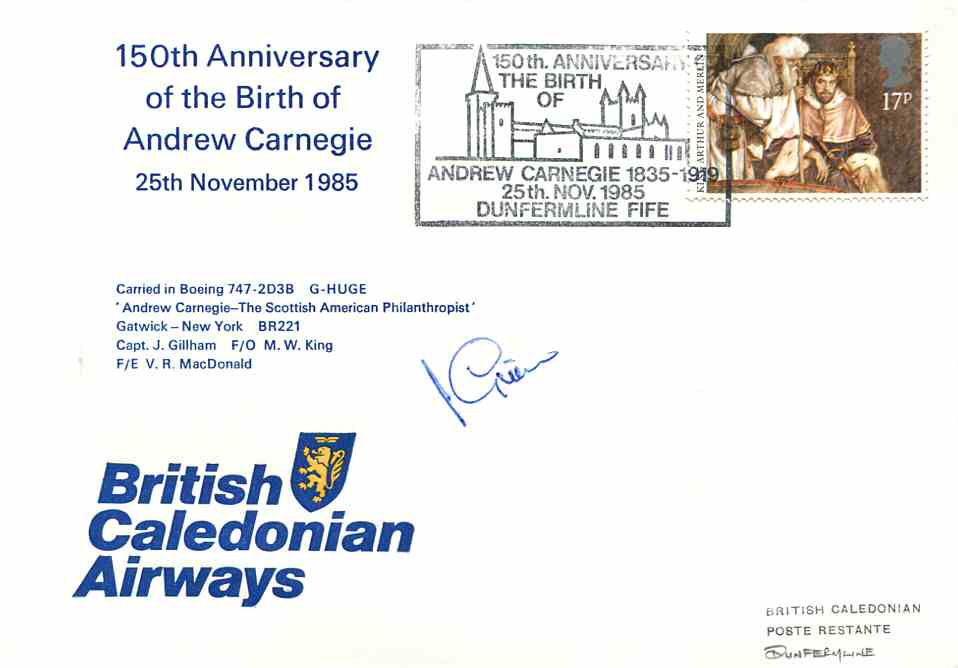 150th Anniversary
of the Birth of
Andrew Carnegie
25th November 1985
150th. ANNIVERSARY
THE BIRTH
OF
ANDREW CARNEGIE 1835-1919
25th. NOV. 1985
DUNFERMLINE FIFE
KING ARTHUR AND MERLIN
17P
Carried in Boeing 747-2D3B G-HUGE
'Andrew Carnegie–The Scottish American Philanthropist'
Gatwick – New York BR221
Capt. J. Gillham F/O M. W. King
F/E V. R. MacDonald
British
Caledonian
Airways
BRITISH CALEDONIAN
POSTE RESTANTE
DUNFERMLINE